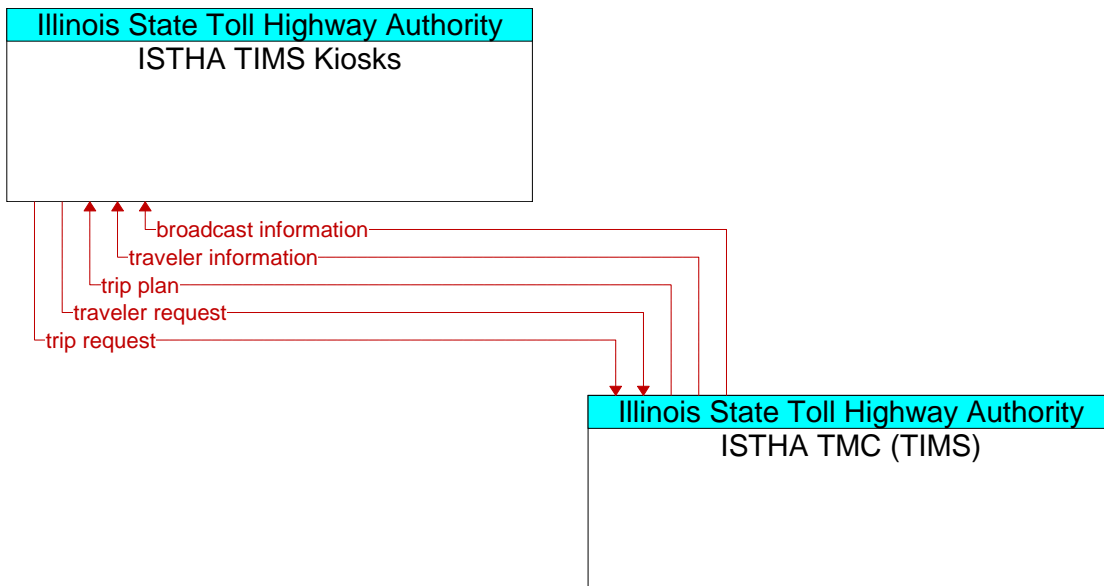 Illinois State Toll Highway Authority
ISTHA TIMS Kiosks
broadcast information
traveler information
trip plan
traveler request
trip request
Illinois State Toll Highway Authority
ISTHA TMC (TIMS)